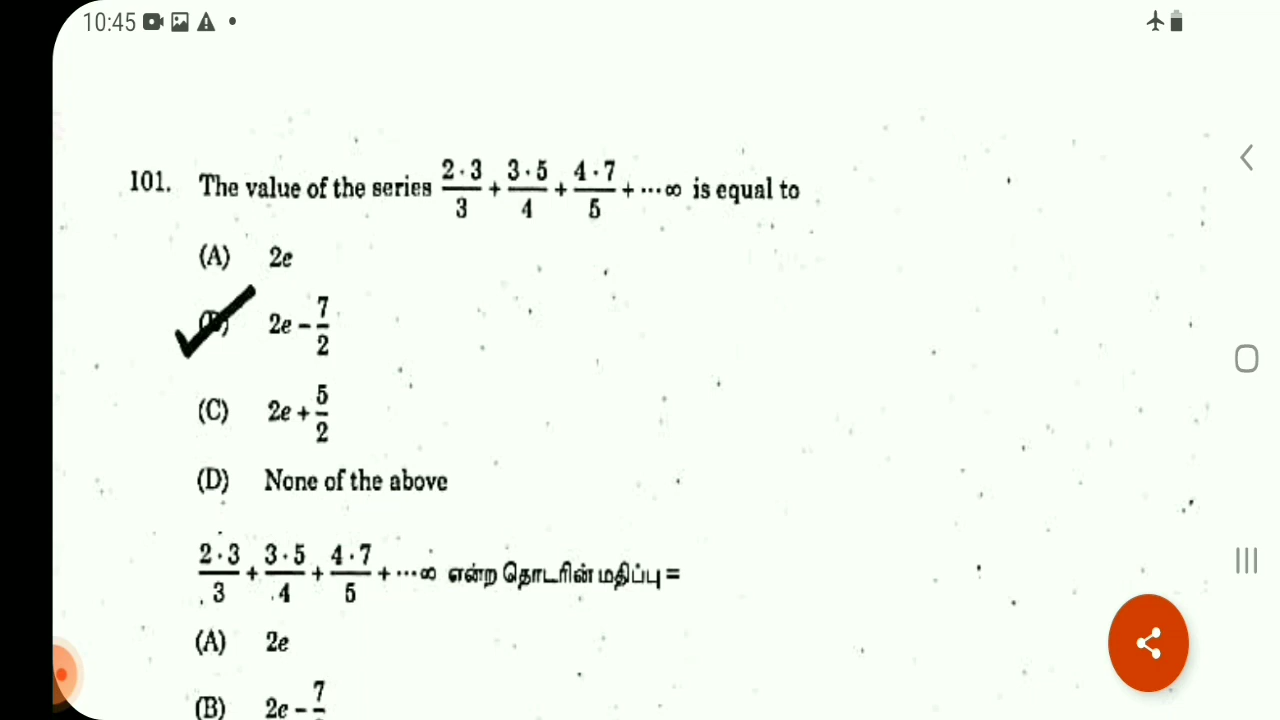 10:45
101. The value of the series 2·3/3 + 3·5/4 + 4·7/5 + ...∞ is equal to
(A) 2e
2e – 7/2
(C) 2e + 5/2
(D) None of the above
2·3/3 + 3·5/4 + 4·7/5 + ...∞ என்ற தொடரின் மதிப்பு =
(A) 2e
(B) 2e – 7